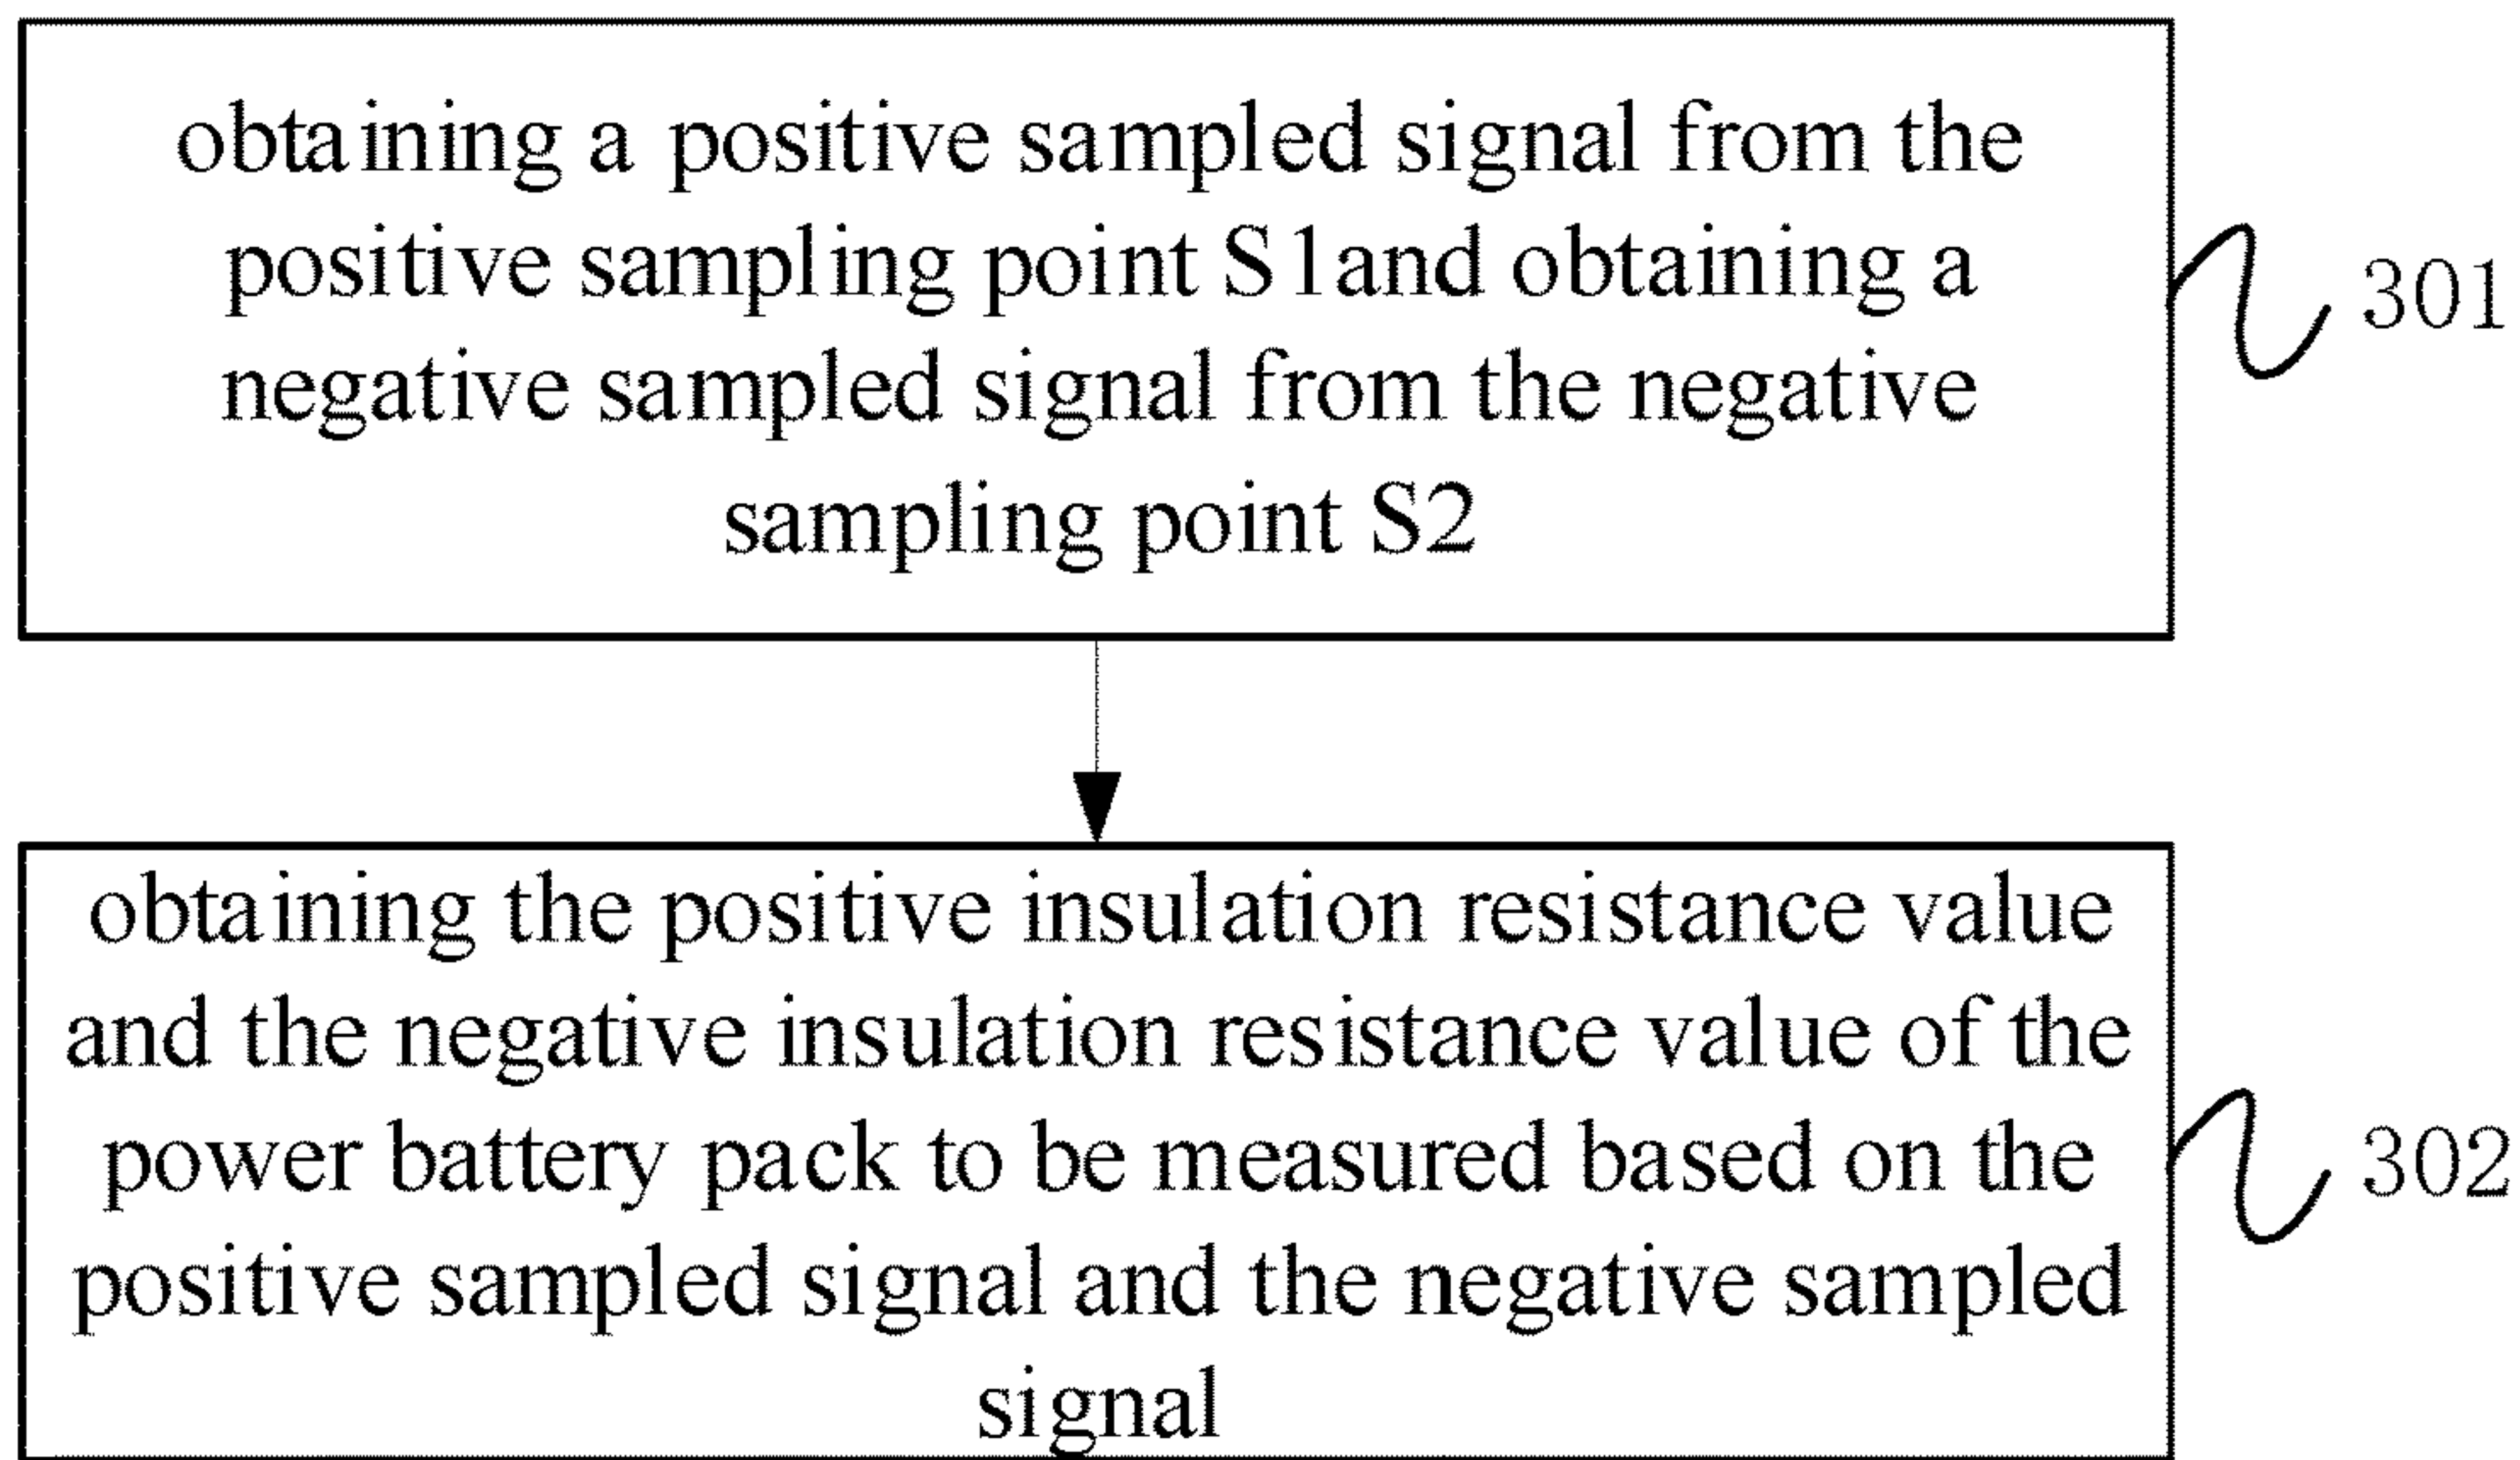 obtaining a positive sampled signal from the
positive sampling point S1and obtaining a
negative sampled signal from the negative
sampling point S2
301
obtaining the positive insulation resistance value
and the negative insulation resistance value of the
power battery pack to be measured based on the
positive sampled signal and the negative sampled
signal
302